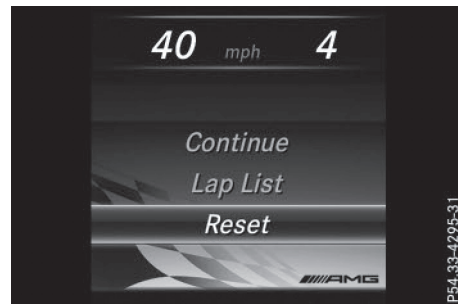 40 mph 4
Continue
Lap List
Reset
AMG
P54.33-4295-31